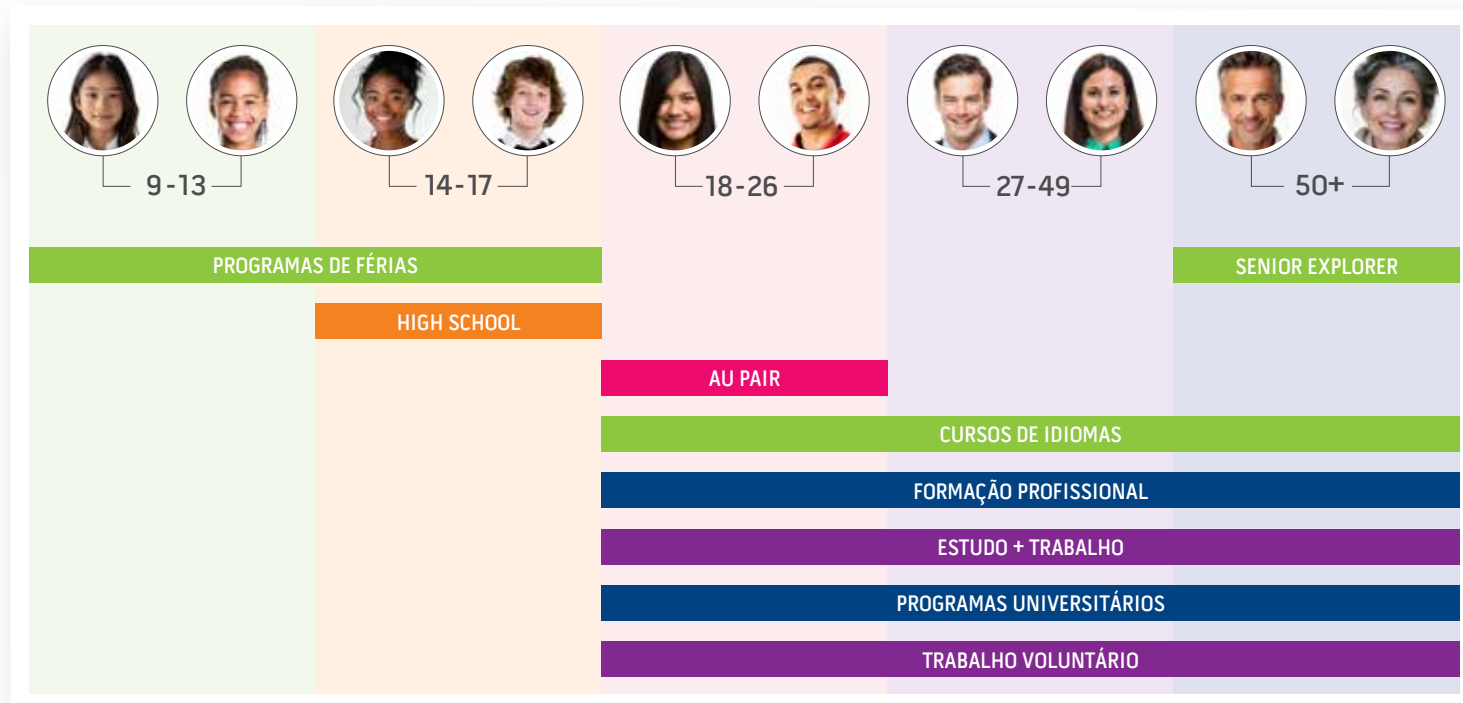 9-13
14-17
18-26
27-49
50+
PROGRAMAS DE FÉRIAS
SENIOR EXPLORER
HIGH SCHOOL
AU PAIR
CURSOS DE IDIOMAS
FORMAÇÃO PROFISSIONAL
ESTUDO + TRABALHO
PROGRAMAS UNIVERSITÁRIOS
TRABALHO VOLUNTÁRIO